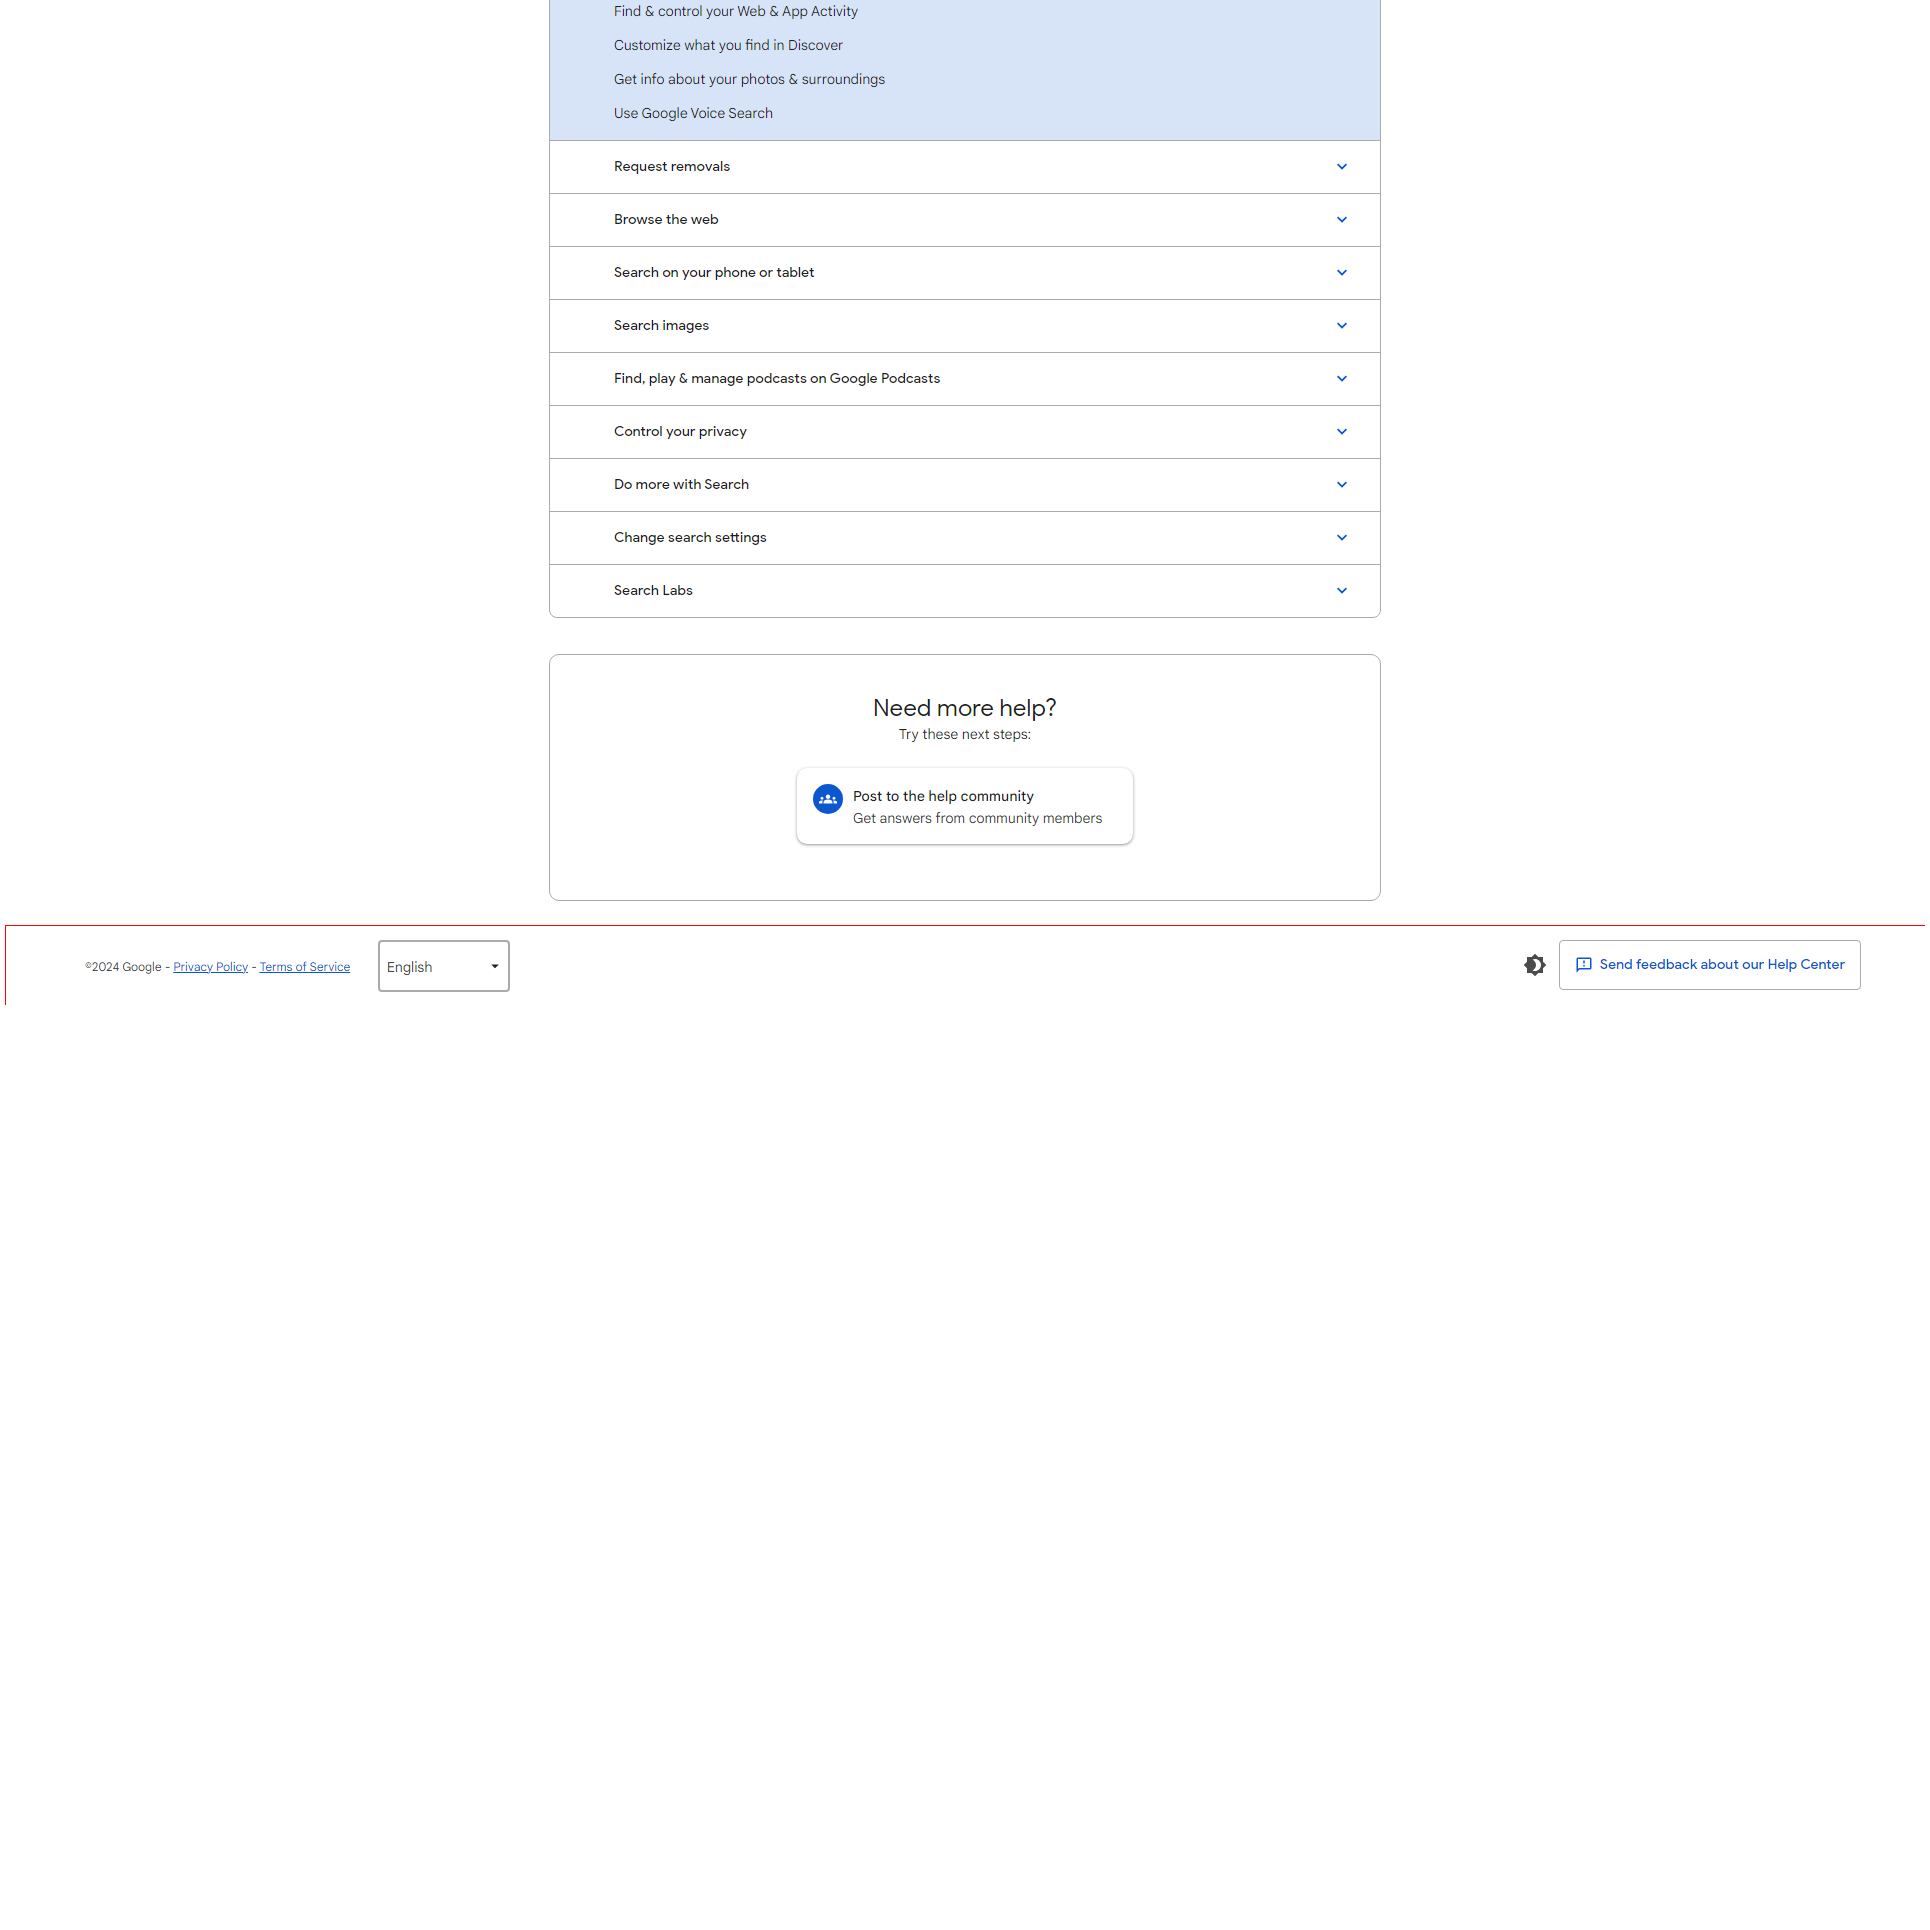 Find & control your Web & App Activity
Customize what you find in Discover
Get info about your photos & surroundings
Use Google Voice Search
Request removals
Browse the web
Search on your phone or tablet
Search images
Find, play & manage podcasts on Google Podcasts
Control your privacy
Do more with Search
Change search settings
Search Labs
Need more help?
Try these next steps:
Post to the help community
Get answers from community members
©2024 Google - Privacy Policy - Terms of Service
English
Send feedback about our Help Center